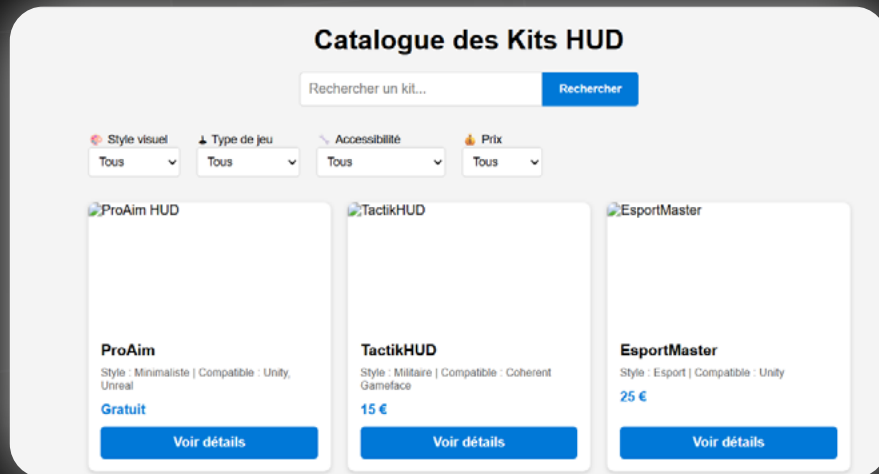 Catalogue des Kits HUD
Rechercher un kit... Rechercher
Style visuel Type de jeu Accessibilité Prix
Tous Tous Tous Tous
ProAim HUD TactikHUD EsportMaster
ProAim
Style : Minimaliste | Compatible : Unity,
Unreal
Gratuit
Voir détails
TactikHUD
Style : Militaire | Compatible : Coherent
Gameface
15 €
Voir détails
EsportMaster
Style : Esport | Compatible : Unity
25 €
Voir détails